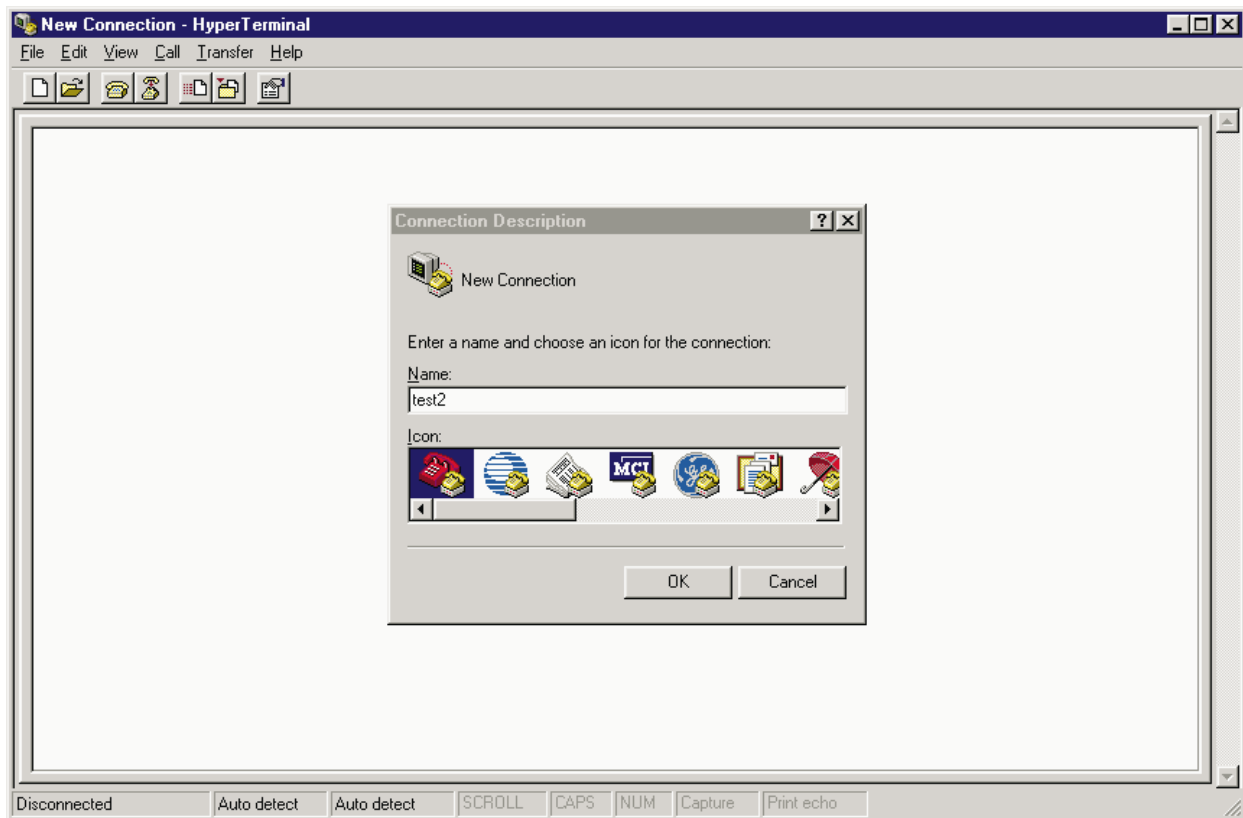 New Connection - HyperTerminal
File Edit View Call Transfer Help
Connection Description
New Connection
Enter a name and choose an icon for the connection:
Name:
test2
Icon:
MCI
OK Cancel
Disconnected Auto detect Auto detect SCROLL CAPS NUM Capture Print echo